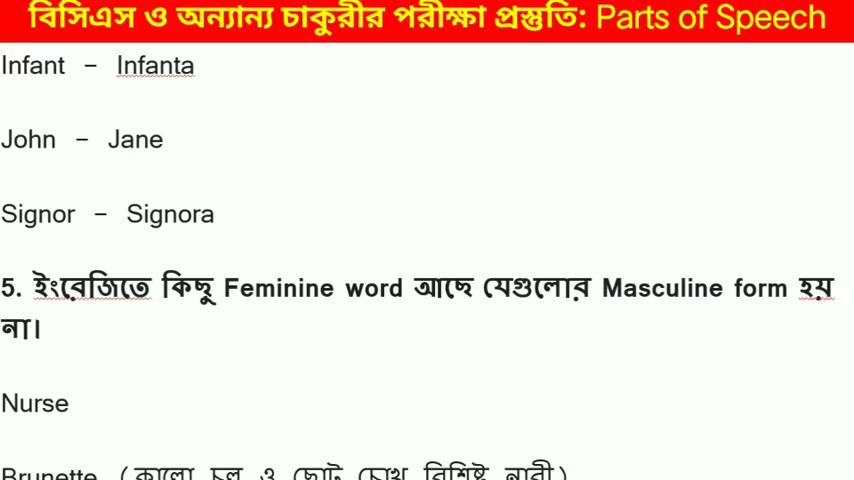 বিসিএস ও অন্যান্য চাকুরীর পরীক্ষা প্রস্তুতি: Parts of Speech
Infant – Infanta
John – Jane
Signor – Signora
5. ইংরেজিতে কিছু Feminine word আছে যেগুলোর Masculine form হয়
না।
Nurse
Brunette (কালো চুল ও ছোট চোখ বিশিষ্ট নারী)